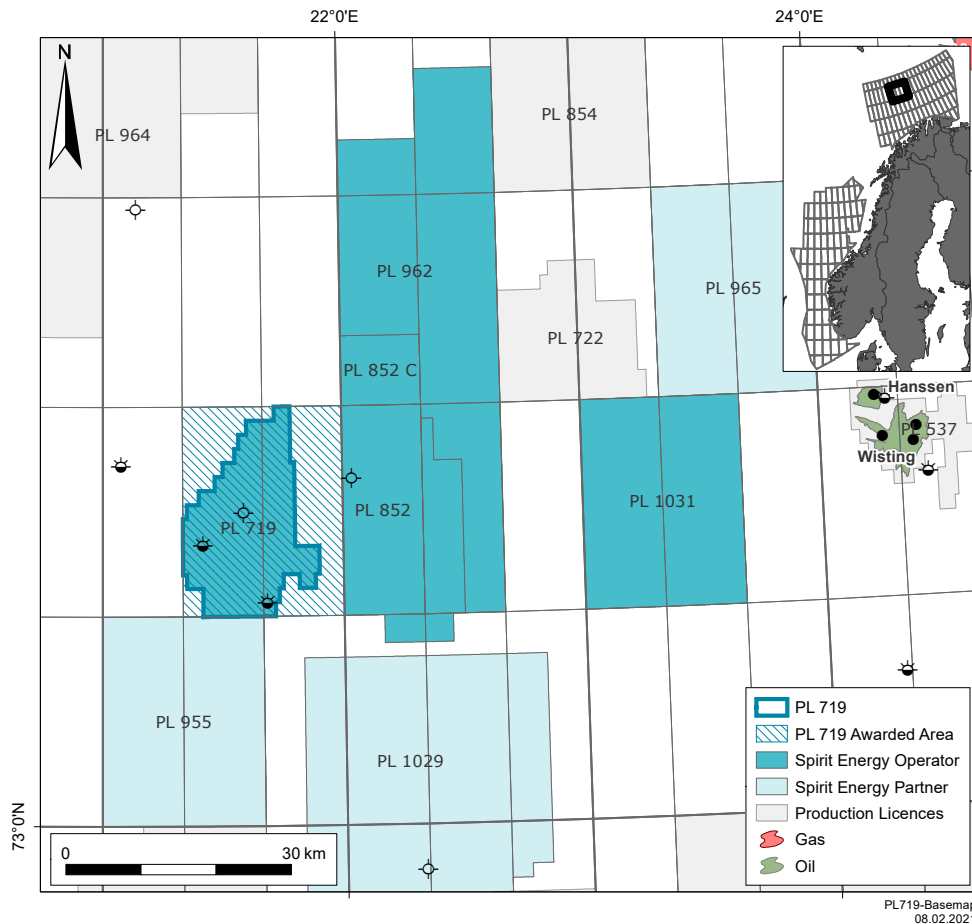 22°0'E
24°0'E
N
PL 964
PL 854
PL 962
PL 965
PL 722
PL 852 C
Hanssen
PL 537
Wisting
PL 852
PL 1031
PL 719
PL 955
PL 1029
73°0'N
0
30 km
PL 719
PL 719 Awarded Area
Spirit Energy Operator
Spirit Energy Partner
Production Licences
Gas
Oil
PL719-Basemap
08.02.202